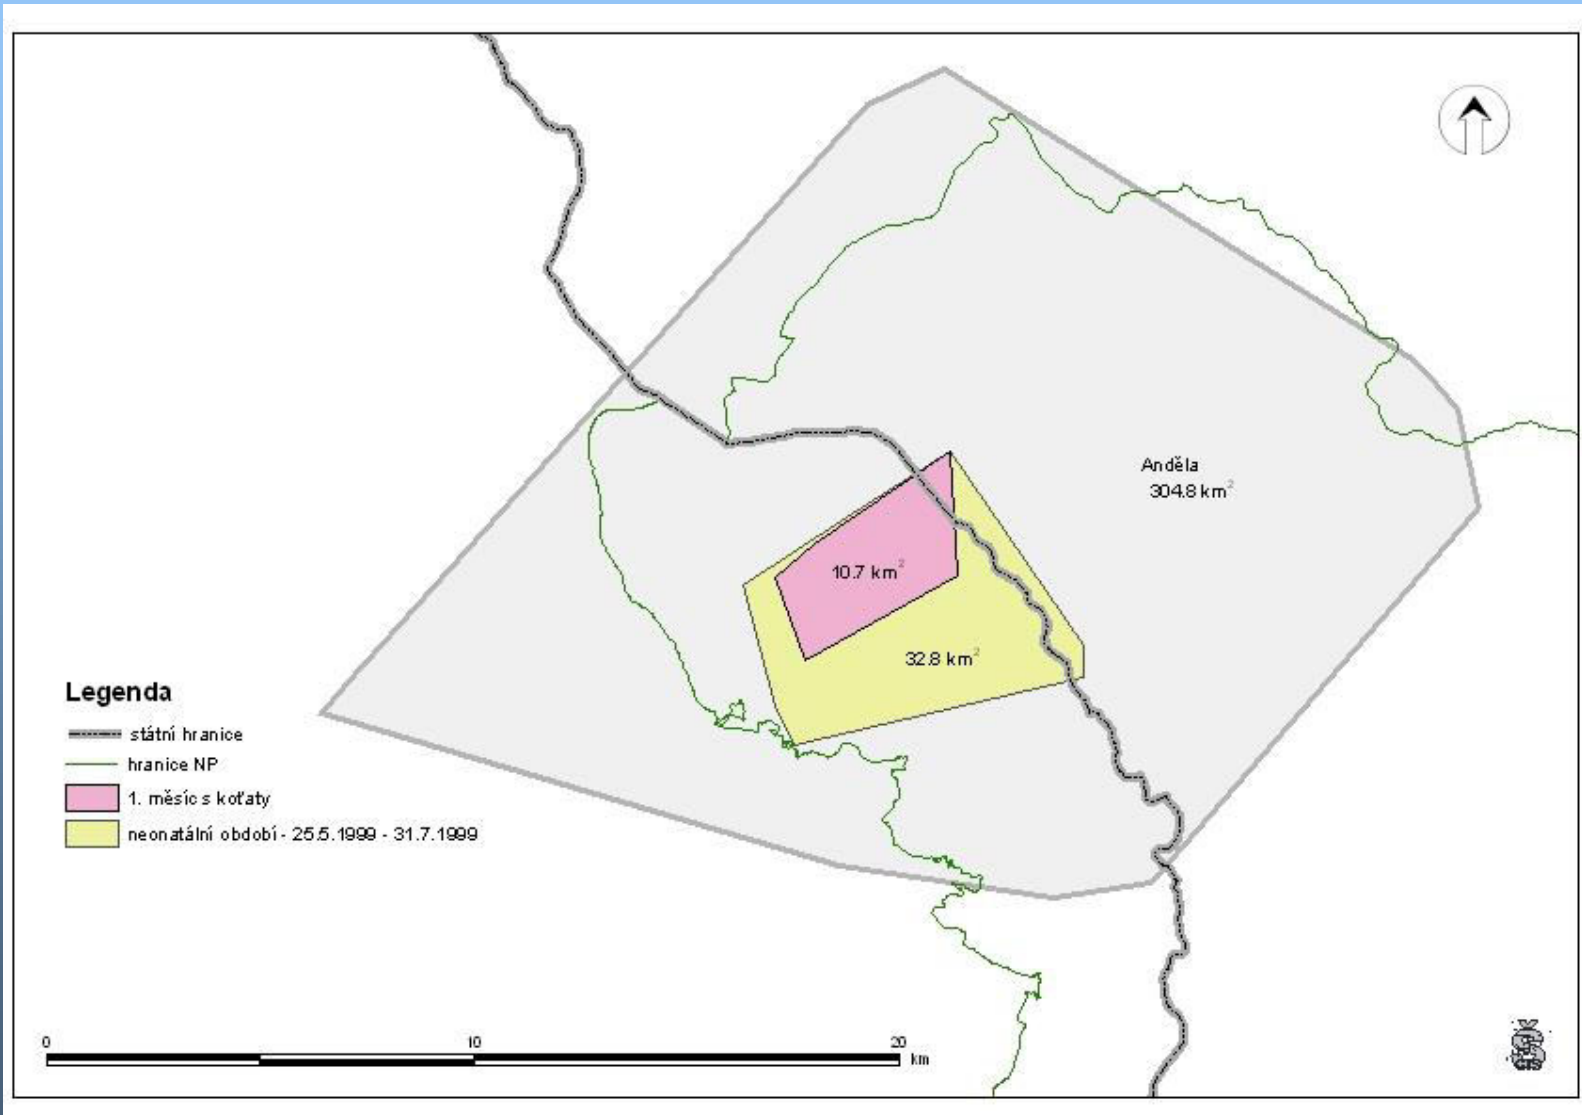 Anděla
304.8 km²
10.7 km²
32.8 km²
Legenda
státní hranice
hranice NP
1. měsíc s koťaty
neonatální období - 25.5.1999 - 31.7.1999
0 10 20
km
Š
GIS